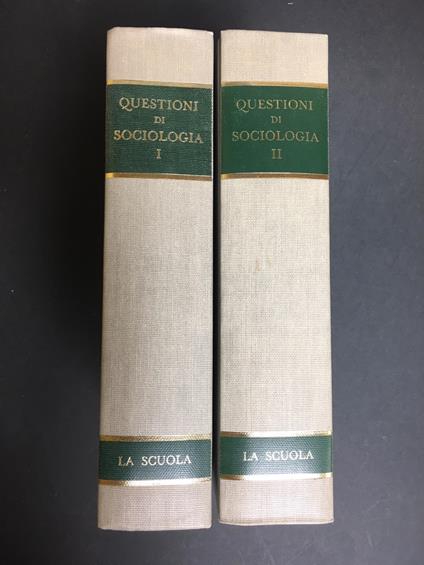 QUESTIONI
DI
SOCIOLOGIA
I
LA SCUOLA
QUESTIONI
DI
SOCIOLOGIA
II
LA SCUOLA